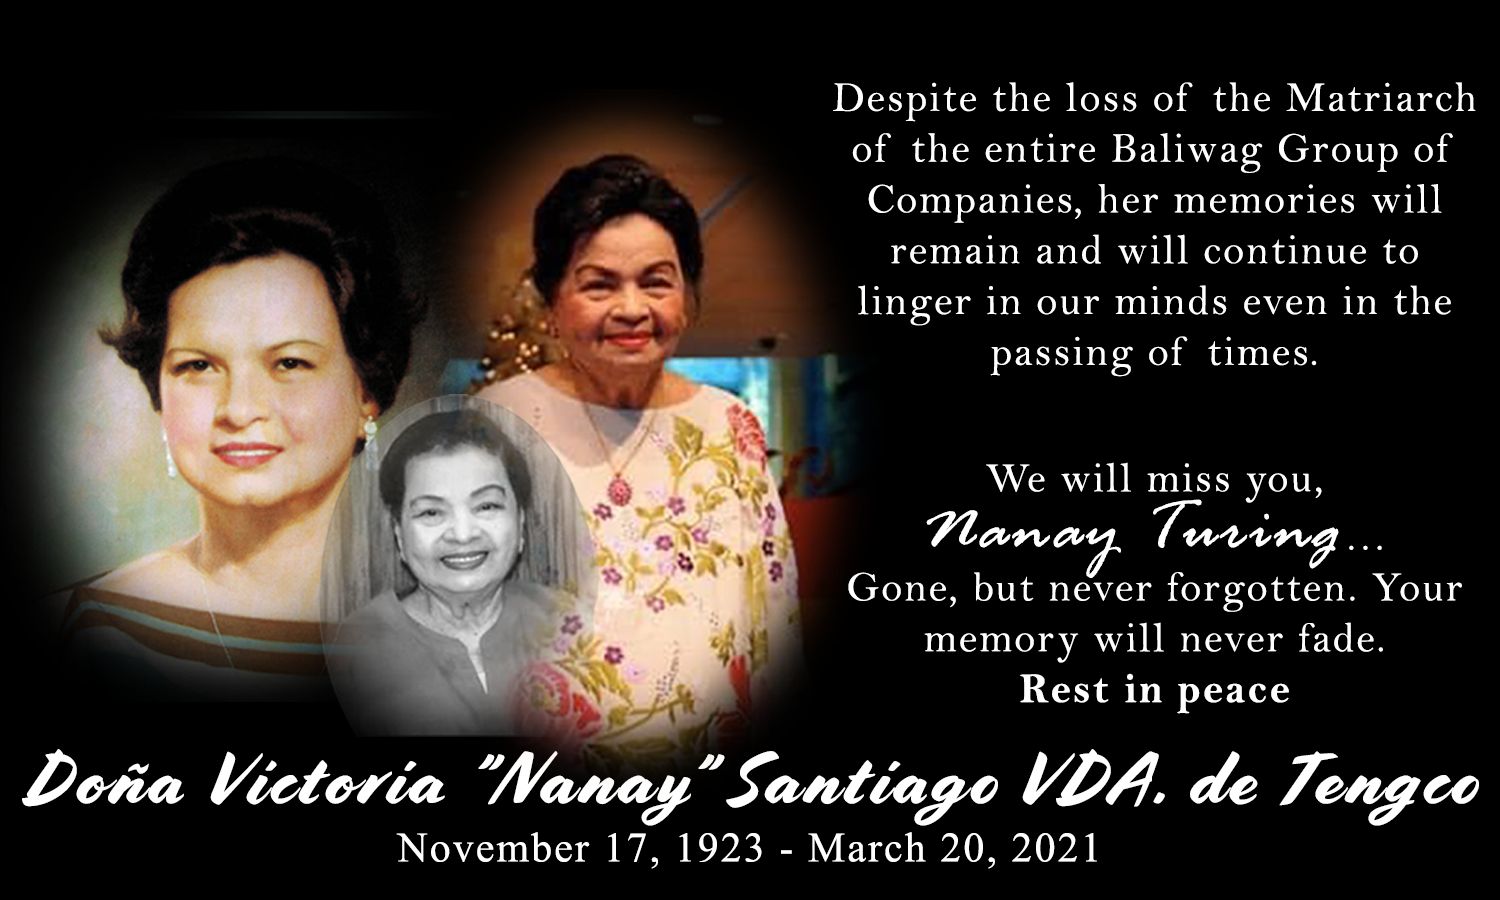 Despite the loss of the Matriarch
of the entire Baliwag Group of
Companies, her memories will
remain and will continue to
linger in our minds even in the
passing of times.
We will miss you,
Nanay Turing...
Gone, but never forgotten. Your
memory will never fade.
Rest in peace
Doña Victoria "Nanay" Santiago VDA. de Tengco
November 17, 1923 - March 20, 2021